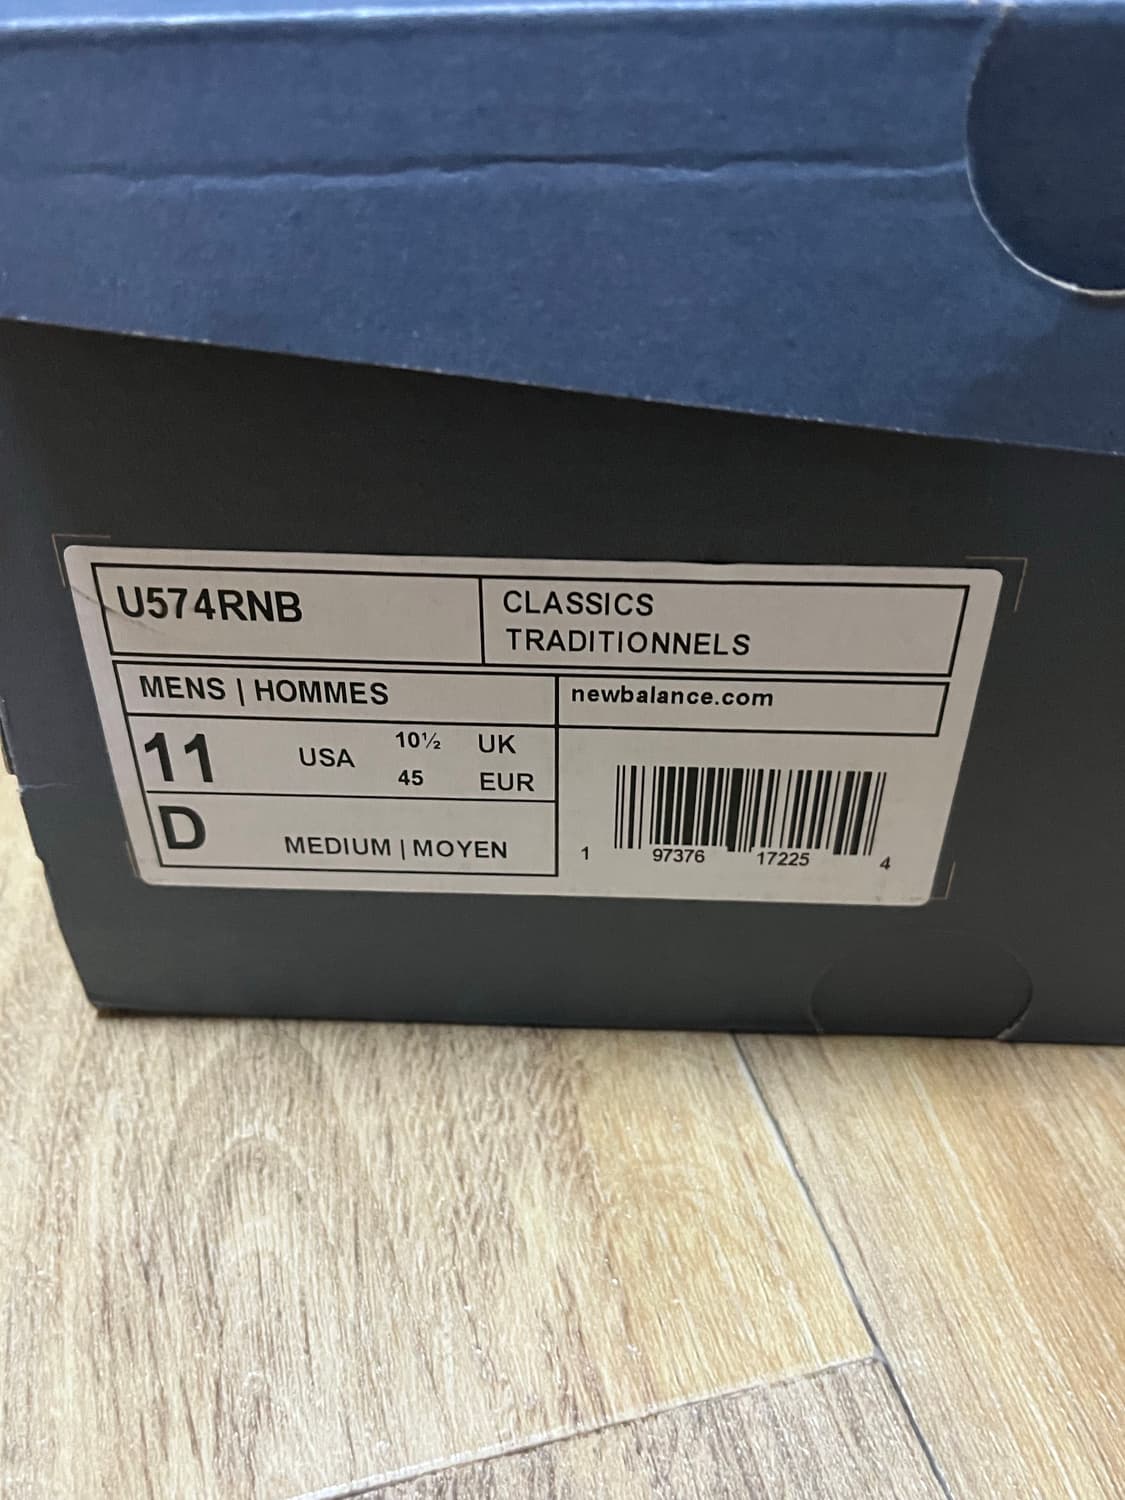 U574RNB
CLASSICS
TRADITIONNELS
MENS | HOMMES
newbalance.com
11 USA 10½ UK
45 EUR
D MEDIUM | MOYEN
1 97376 17225 4